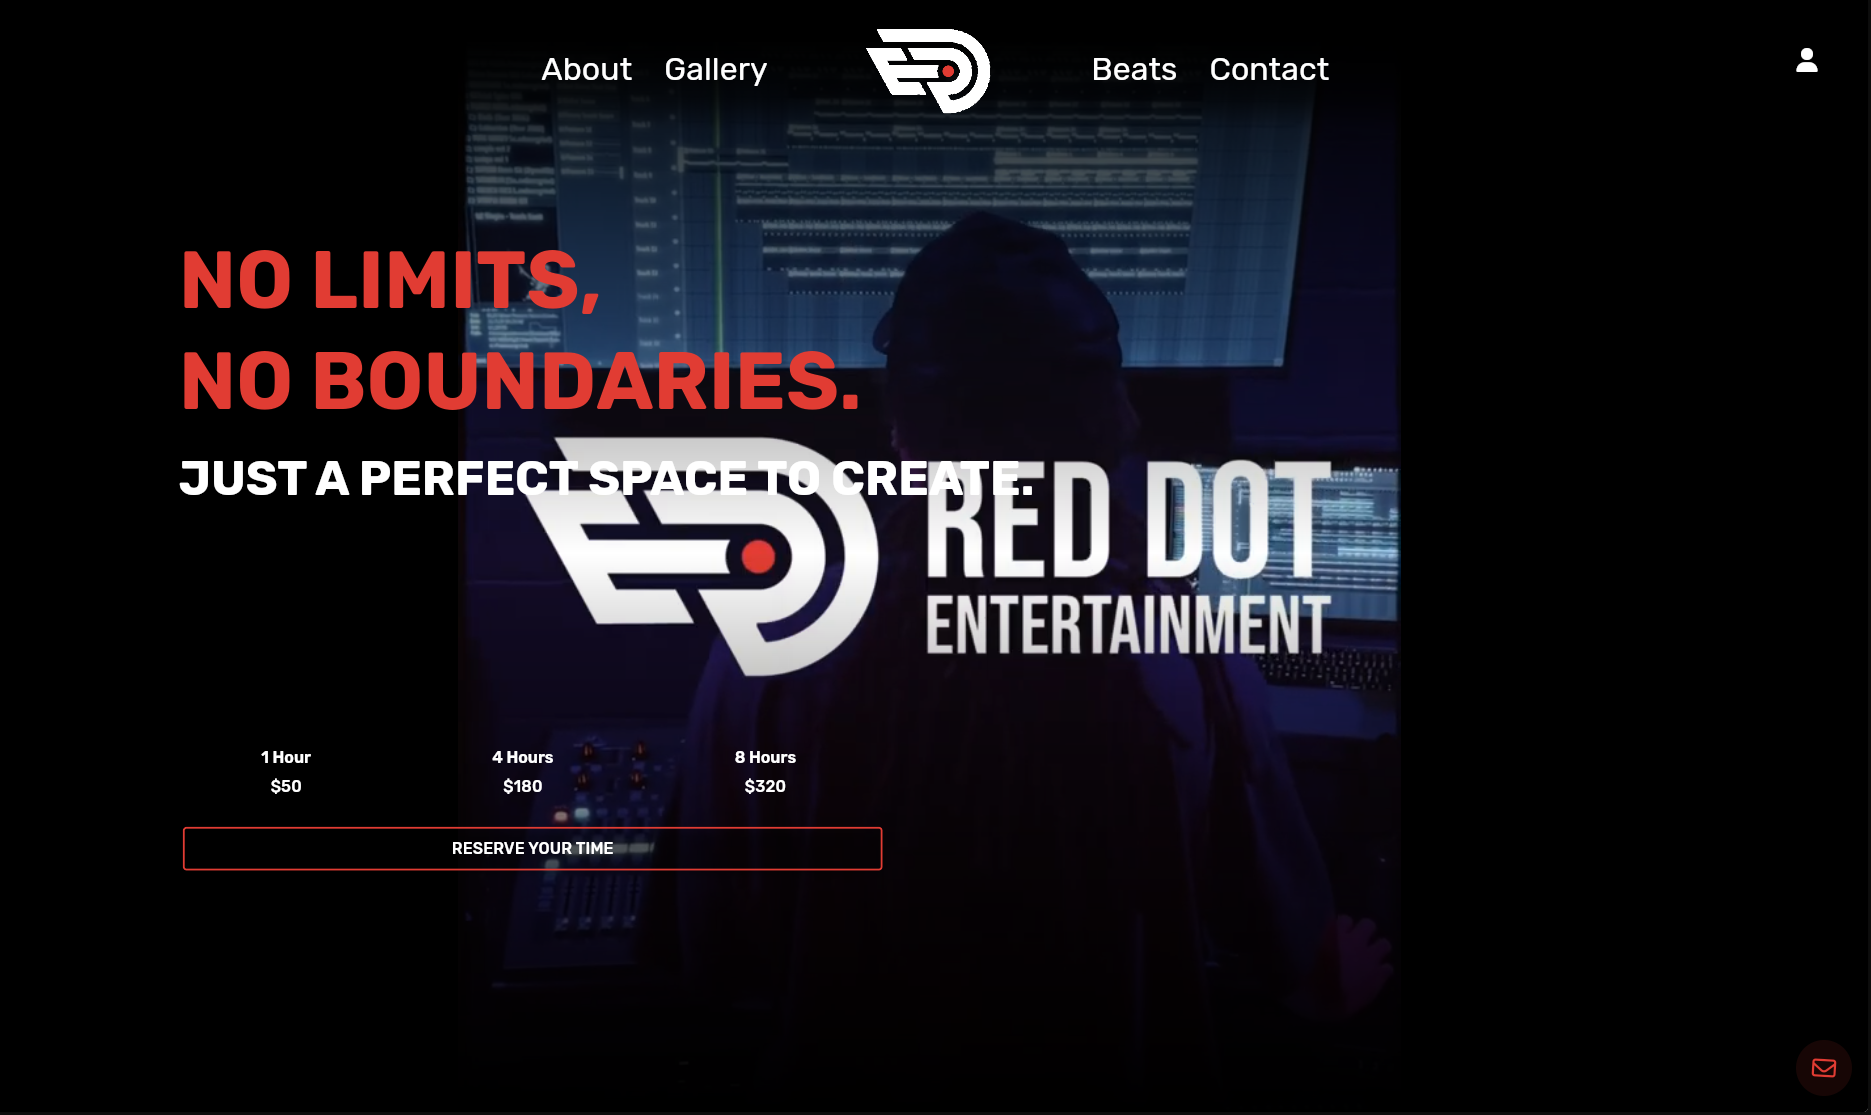 About Gallery Beats Contact
NO LIMITS,
NO BOUNDARIES.
JUST A PERFECT SPACE TO CREATE.
RED DOT
ENTERTAINMENT
1 Hour 4 Hours 8 Hours
$50 $180 $320
RESERVE YOUR TIME